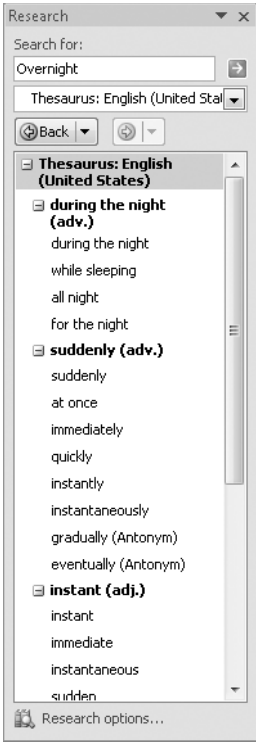 Research
Search for:
Overnight
Thesaurus: English (United Stat
Back
Thesaurus: English
(United States)
during the night
(adv.)
during the night
while sleeping
all night
for the night
suddenly (adv.)
suddenly
at once
immediately
quickly
instantly
instantaneously
gradually (Antonym)
eventually (Antonym)
instant (adj.)
instant
immediate
instantaneous
sudden
Research options...